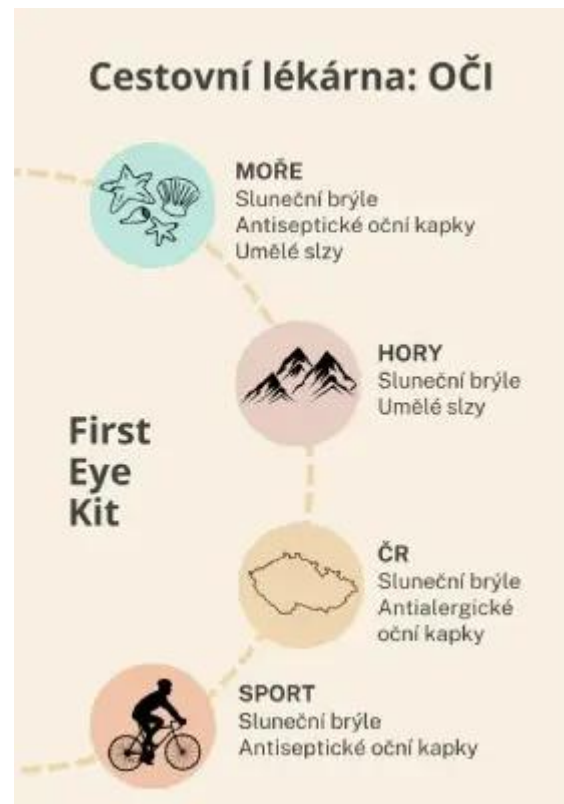 Cestovní lékárna: OČI
MOŘE
Sluneční brýle
Antiseptické oční kapky
Umělé slzy
HORY
Sluneční brýle
Umělé slzy
First
Eye
Kit
ČR
Sluneční brýle
Antialergické
oční kapky
SPORT
Sluneční brýle
Antiseptické oční kapky